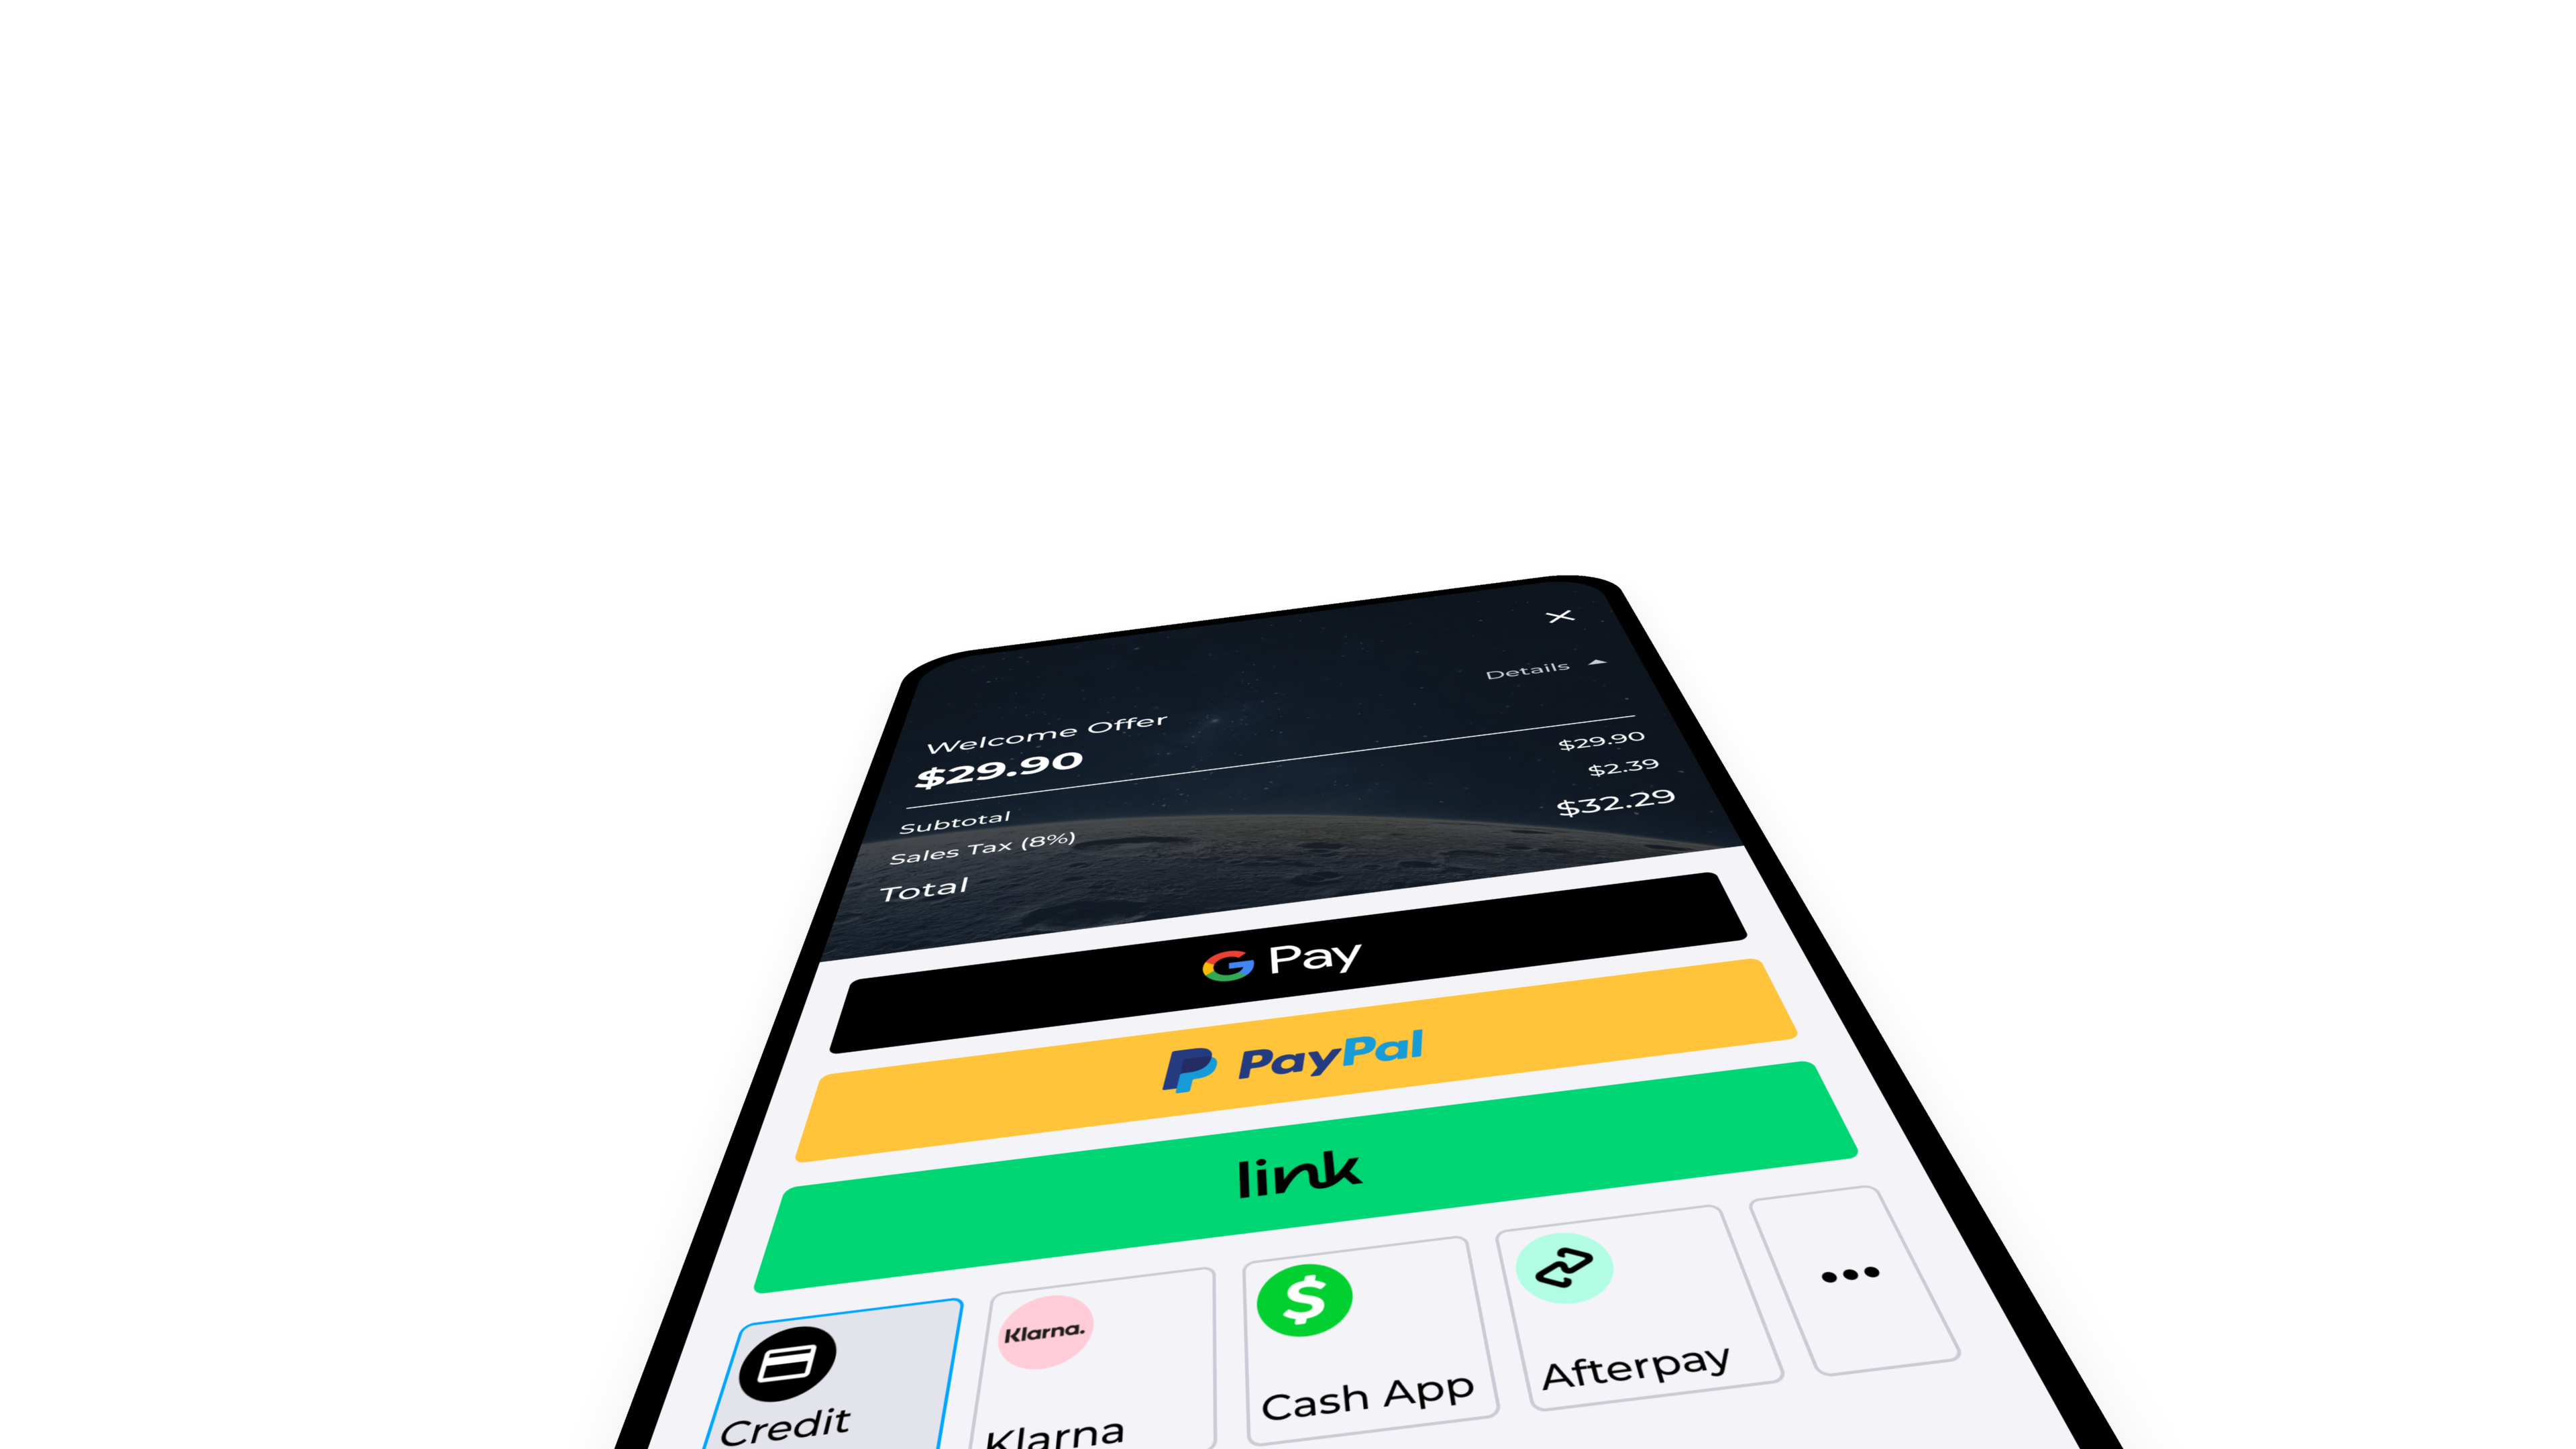 Details
Welcome Offer
$29.90
Subtotal $29.90
Sales Tax (8%) $2.39
Total $32.29
G Pay
PayPal
link
Klarna.
Credit
Klarna
Cash App
Afterpay